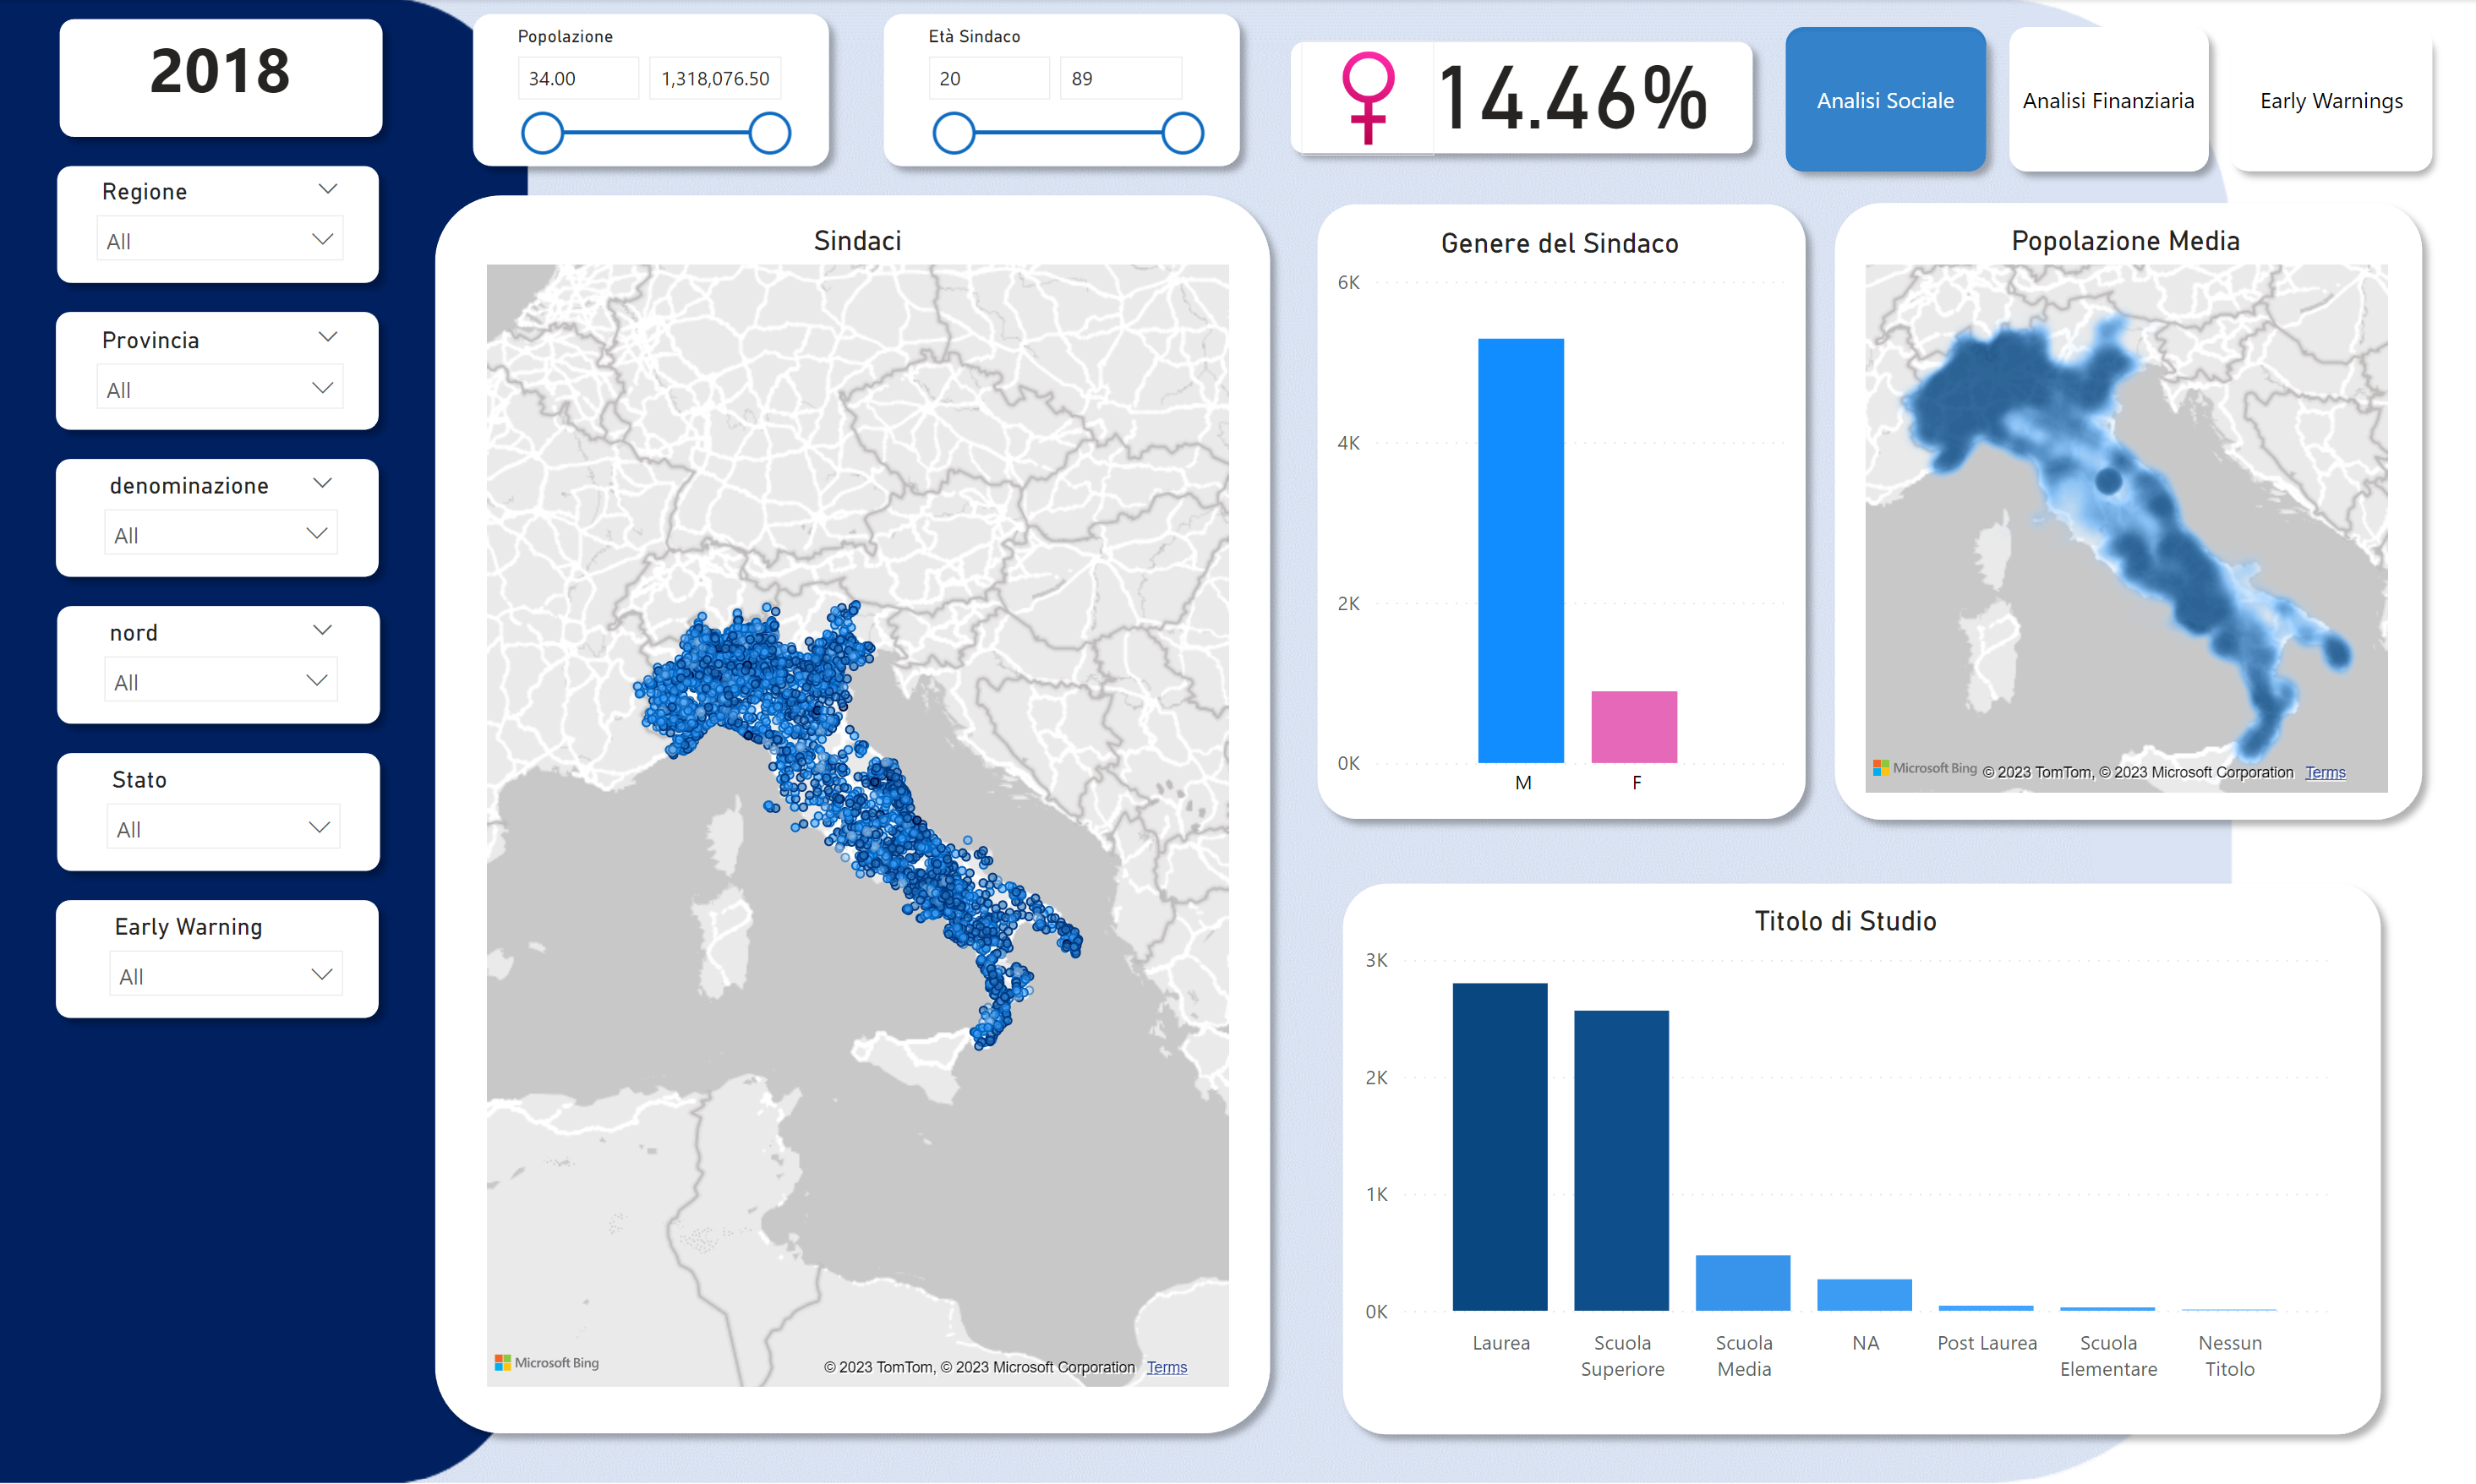 2018
Popolazione
34.00
1,318,076.50
Età Sindaco
20
89
14.46%
Analisi Sociale
Analisi Finanziaria
Early Warnings
Regione
All
Provincia
All
denominazione
All
nord
All
Stato
All
Early Warning
All
Sindaci
Microsoft Bing
© 2023 TomTom, © 2023 Microsoft Corporation Terms
Genere del Sindaco
6K
4K
2K
0K
M
F
Popolazione Media
Microsoft Bing
© 2023 TomTom, © 2023 Microsoft Corporation Terms
Titolo di Studio
3K
2K
1K
0K
Laurea
Scuola
Superiore
Scuola
Media
NA
Post Laurea
Scuola
Elementare
Nessun
Titolo